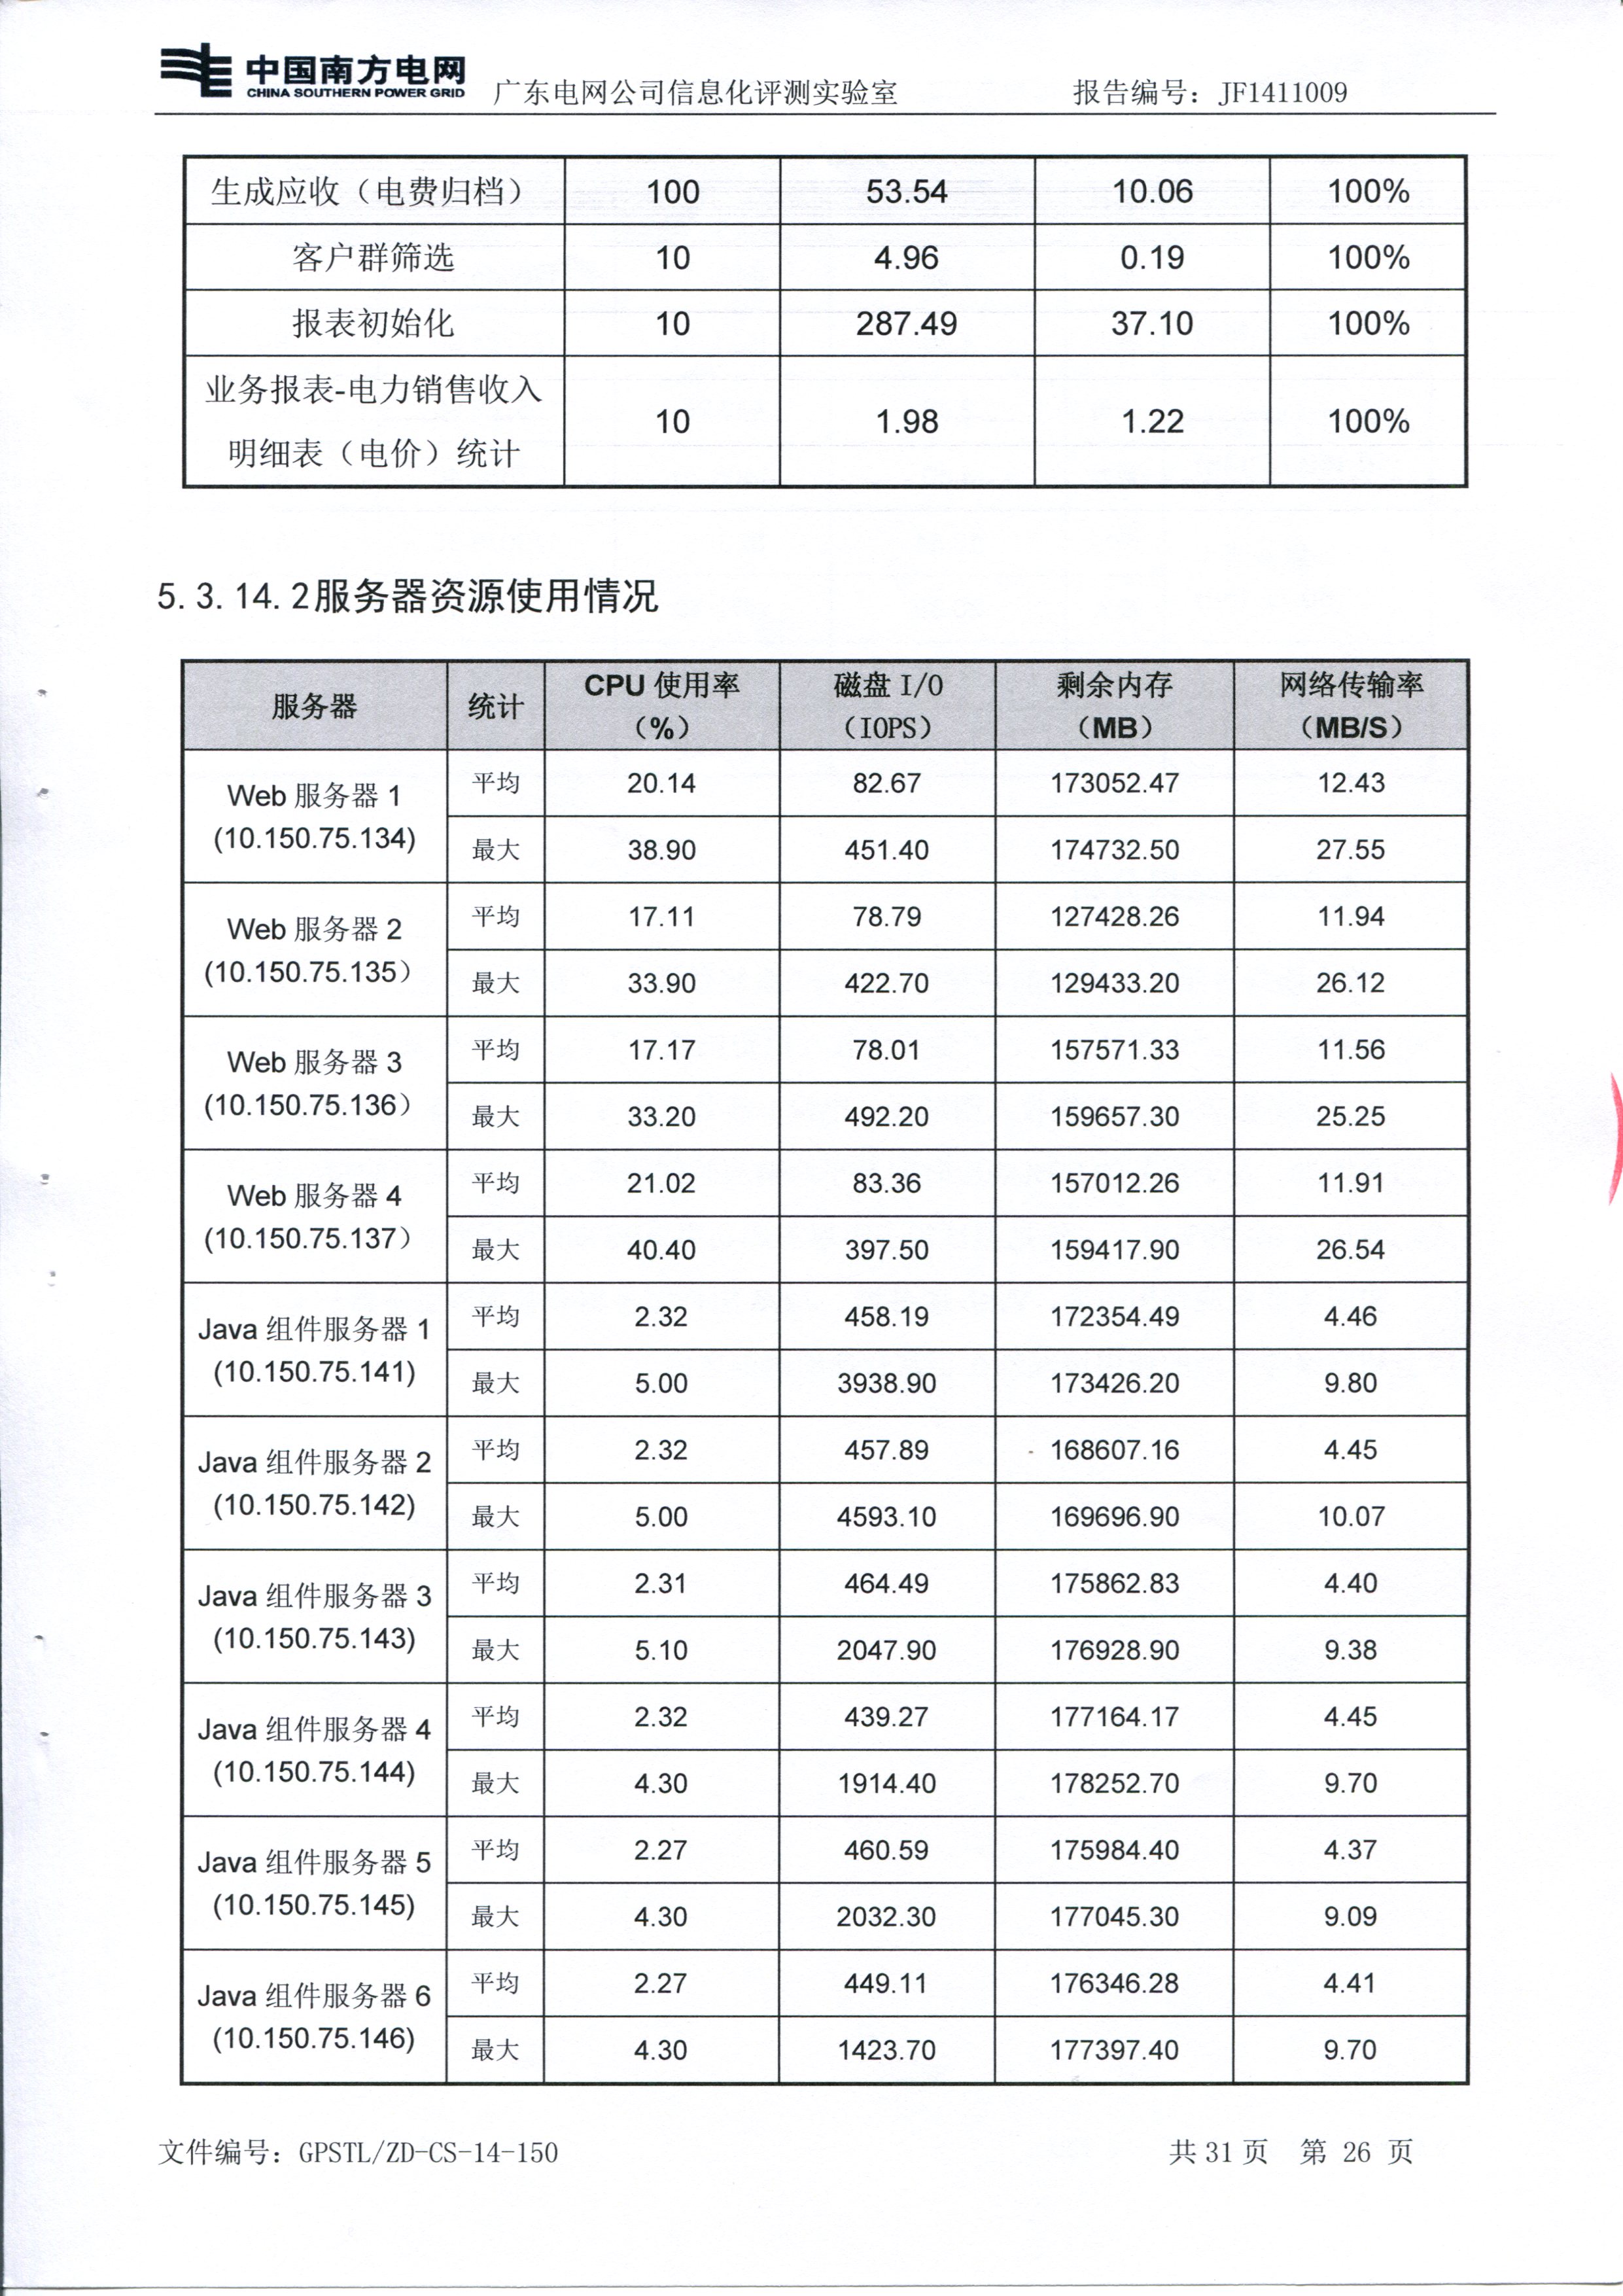 中国南方电网
CHINA SOUTHERN POWER GRID
广东电网公司信息化评测实验室 报告编号：JF1411009
生成应收（电费归档） 100 53.54 10.06 100%
客户群筛选 10 4.96 0.19 100%
报表初始化 10 287.49 37.10 100%
业务报表-电力销售收入
明细表（电价）统计 10 1.98 1.22 100%
5.3.14.2服务器资源使用情况
服务器 统计 CPU 使用率 磁盘 I/O 剩余内存 网络传输率
（%） （IOPS） （MB） （MB/S）
Web 服务器 1 平均 20.14 82.67 173052.47 12.43
(10.150.75.134) 最大 38.90 451.40 174732.50 27.55
Web 服务器 2 平均 17.11 78.79 127428.26 11.94
(10.150.75.135） 最大 33.90 422.70 129433.20 26.12
Web 服务器 3 平均 17.17 78.01 157571.33 11.56
(10.150.75.136） 最大 33.20 492.20 159657.30 25.25
Web 服务器 4 平均 21.02 83.36 157012.26 11.91
(10.150.75.137） 最大 40.40 397.50 159417.90 26.54
Java 组件服务器 1 平均 2.32 458.19 172354.49 4.46
(10.150.75.141) 最大 5.00 3938.90 173426.20 9.80
Java 组件服务器 2 平均 2.32 457.89 168607.16 4.45
(10.150.75.142) 最大 5.00 4593.10 169696.90 10.07
Java 组件服务器 3 平均 2.31 464.49 175862.83 4.40
(10.150.75.143) 最大 5.10 2047.90 176928.90 9.38
Java 组件服务器 4 平均 2.32 439.27 177164.17 4.45
(10.150.75.144) 最大 4.30 1914.40 178252.70 9.70
Java 组件服务器 5 平均 2.27 460.59 175984.40 4.37
(10.150.75.145) 最大 4.30 2032.30 177045.30 9.09
Java 组件服务器 6 平均 2.27 449.11 176346.28 4.41
(10.150.75.146) 最大 4.30 1423.70 177397.40 9.70
文件编号：GPSTL/ZD-CS-14-150 共 31 页 第 26 页